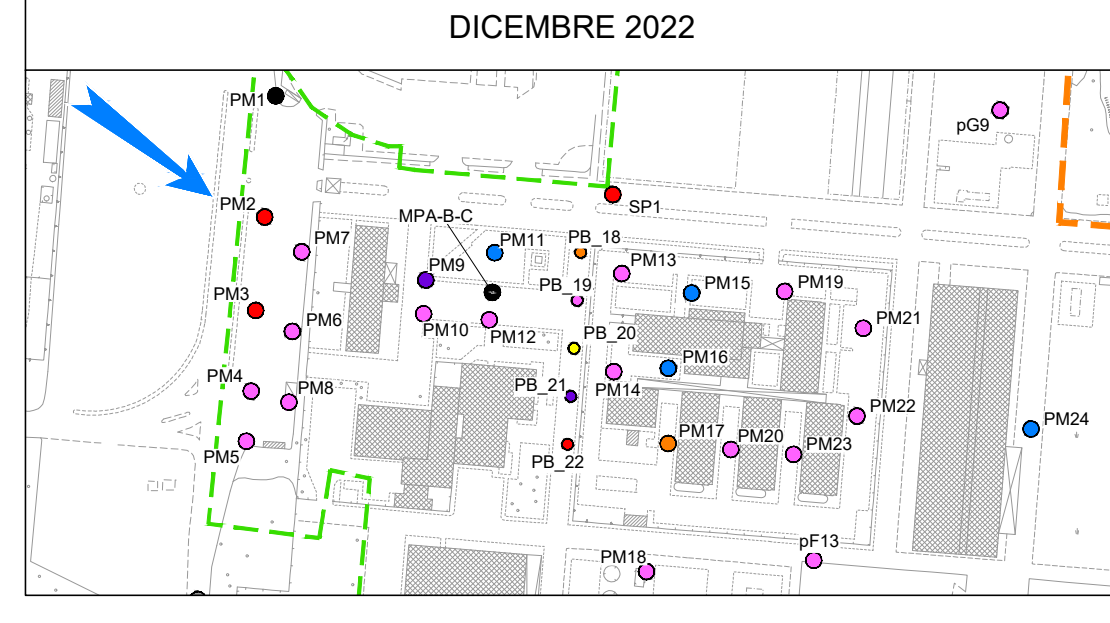 DICEMBRE 2022
PM1
pG9
PM2
SP1
MPA-B-C
PM7
PM11
PB_18
PM9
PM13
PB_19
PM15
PM19
PM3
PM6
PM10
PM12
PB_20
PM21
PM16
PM4
PM8
PB_21
PM14
PM22
PM24
PM5
PB_22
PM17
PM20
PM23
pF13
PM18